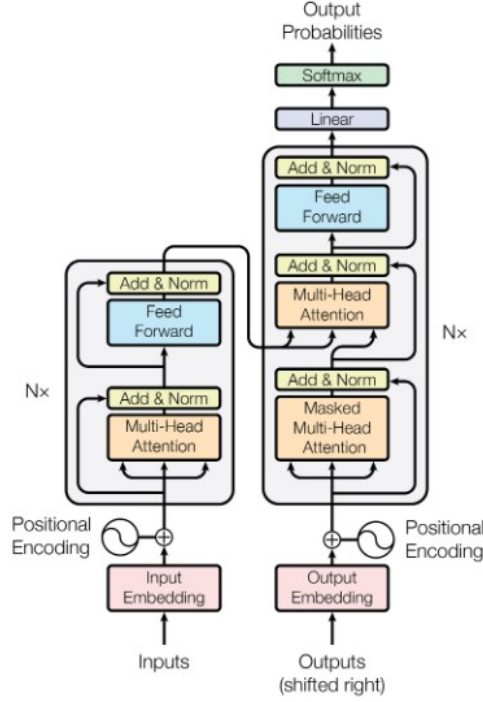 Output
Probabilities
Softmax
Linear
Add & Norm
Feed
Forward
Add & Norm
Multi-Head
Attention
Nx
Add & Norm
Masked
Multi-Head
Attention
Add & Norm
Feed
Forward
Nx
Add & Norm
Multi-Head
Attention
Positional
Encoding
Positional
Encoding
Input
Embedding
Output
Embedding
Inputs
Outputs
(shifted right)